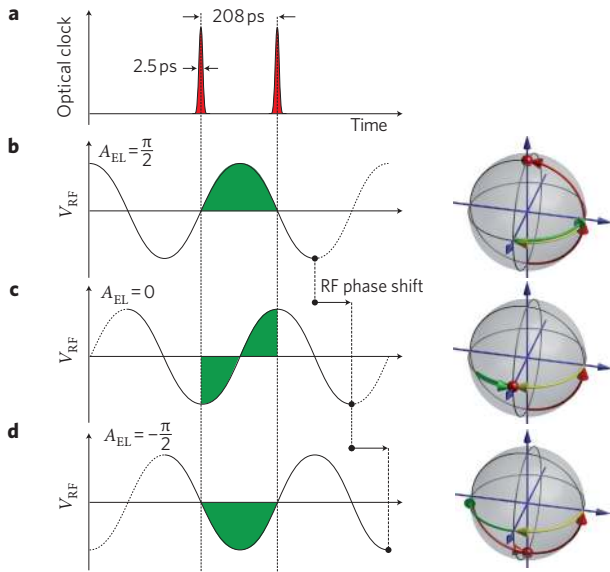 a
208 ps
2.5 ps
Optical clock
Time
b
A_EL = π/2
V_RF
c
A_EL = 0
RF phase shift
V_RF
d
A_EL = −π/2
V_RF